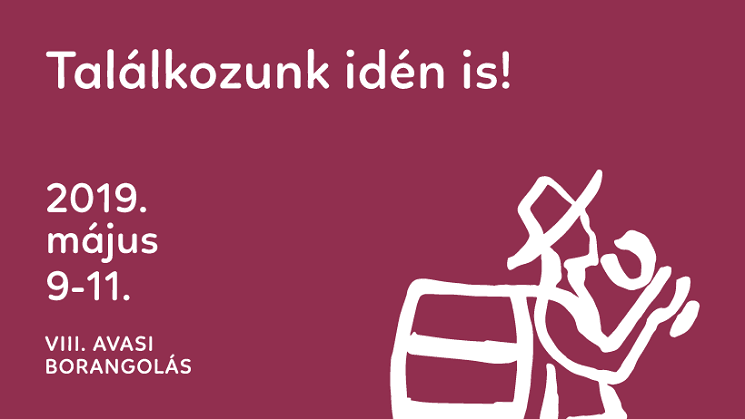 Találkozunk idén is!
2019.
május
9-11.
VIII. AVASI
BORANGOLÁS